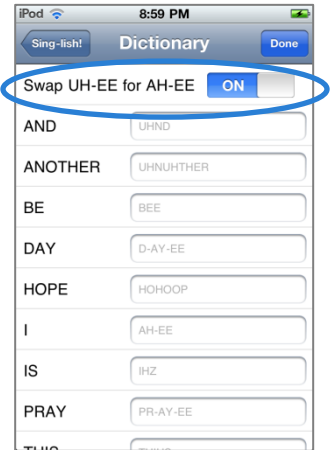 iPod 8:59 PM
Sing-lish! Dictionary Done
Swap UH-EE for AH-EE ON
AND UHND
ANOTHER UHNUHTHER
BE BEE
DAY D-AY-EE
HOPE HOHOOP
I AH-EE
IS IHZ
PRAY PR-AY-EE
THIS